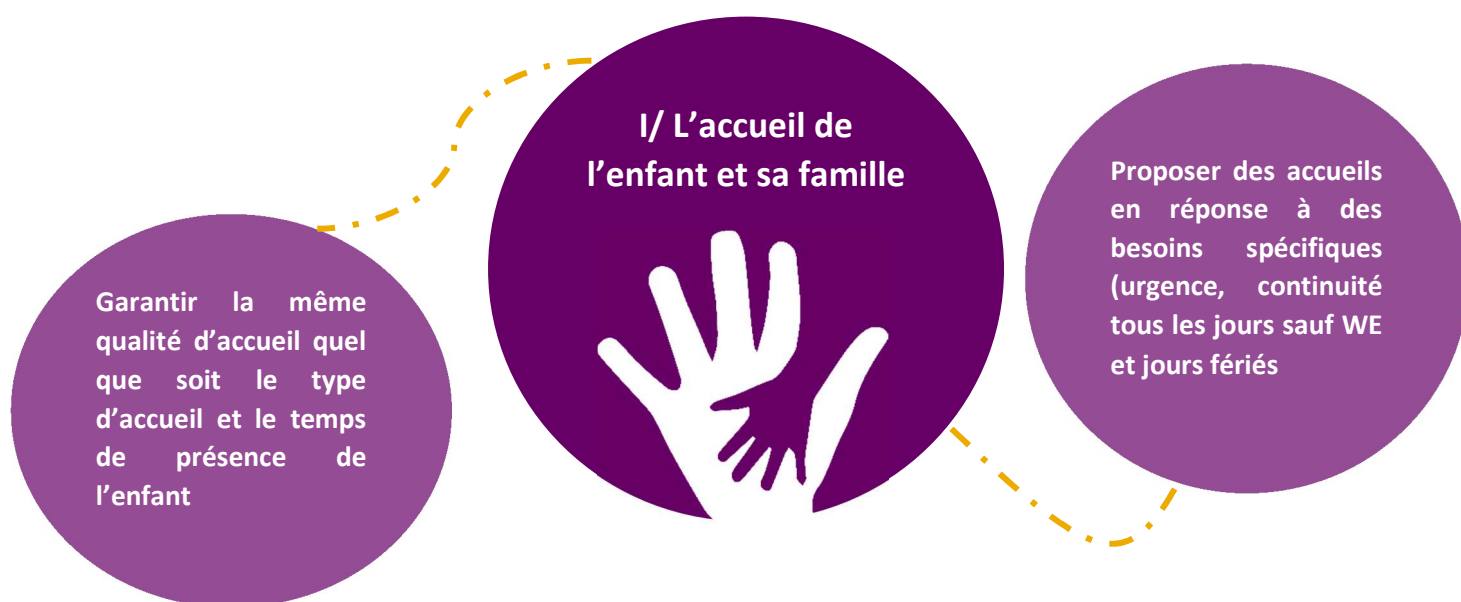 I/ L’accueil de
l’enfant et sa famille
Garantir la même
qualité d’accueil quel
que soit le type
d’accueil et le temps
de présence de
l’enfant
Proposer des accueils
en réponse à des
besoins spécifiques
(urgence, continuité
tous les jours sauf WE
et jours fériés